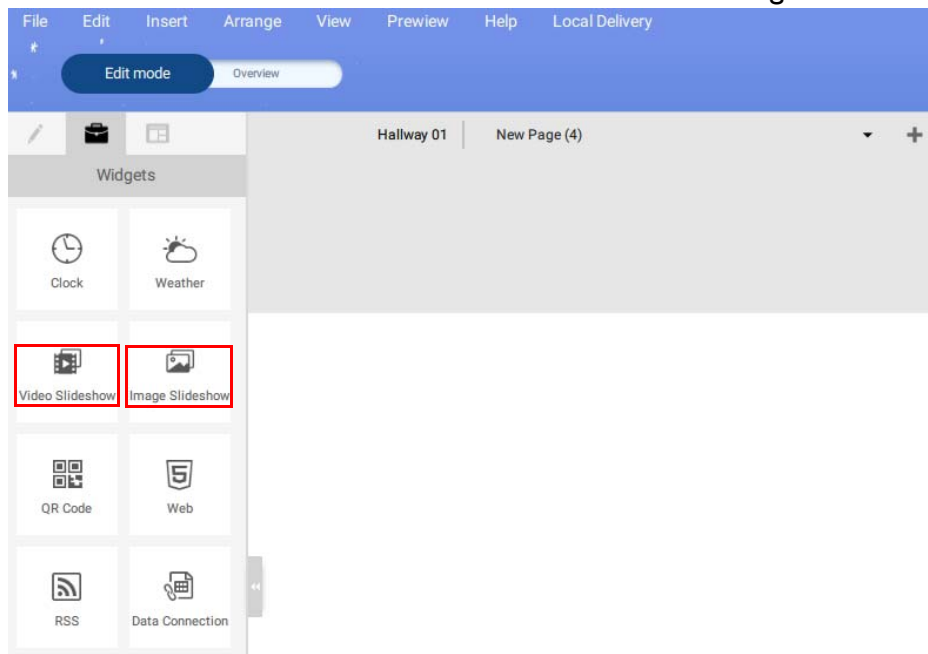 File Edit Insert Arrange View Prewiew Help Local Delivery
Edit mode Overview
Hallway 01 New Page (4)
Widgets
Clock Weather
Video Slideshow Image Slideshow
QR Code Web
RSS Data Connection